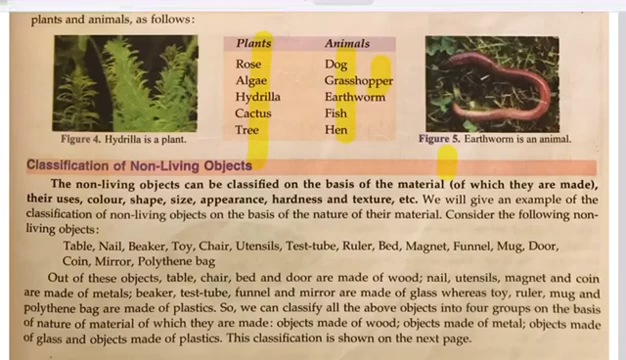 plants and animals, as follows:
Plants Animals
Rose Dog
Algae Grasshopper
Hydrilla Earthworm
Cactus Fish
Tree Hen
Figure 4. Hydrilla is a plant.
Figure 5. Earthworm is an animal.
Classification of Non-Living Objects
The non-living objects can be classified on the basis of the material (of which they are made),
their uses, colour, shape, size, appearance, hardness and texture, etc. We will give an example of the
classification of non-living objects on the basis of the nature of their material. Consider the following non-
living objects:
Table, Nail, Beaker, Toy, Chair, Utensils, Test-tube, Ruler, Bed, Magnet, Funnel, Mug, Door,
Coin, Mirror, Polythene bag
Out of these objects, table, chair, bed and door are made of wood; nail, utensils, magnet and coin
are made of metals; beaker, test-tube, funnel and mirror are made of glass whereas toy, ruler, mug and
polythene bag are made of plastics. So, we can classify all the above objects into four groups on the basis
of nature of material of which they are made: objects made of wood; objects made of metal; objects made
of glass and objects made of plastics. This classification is shown on the next page.